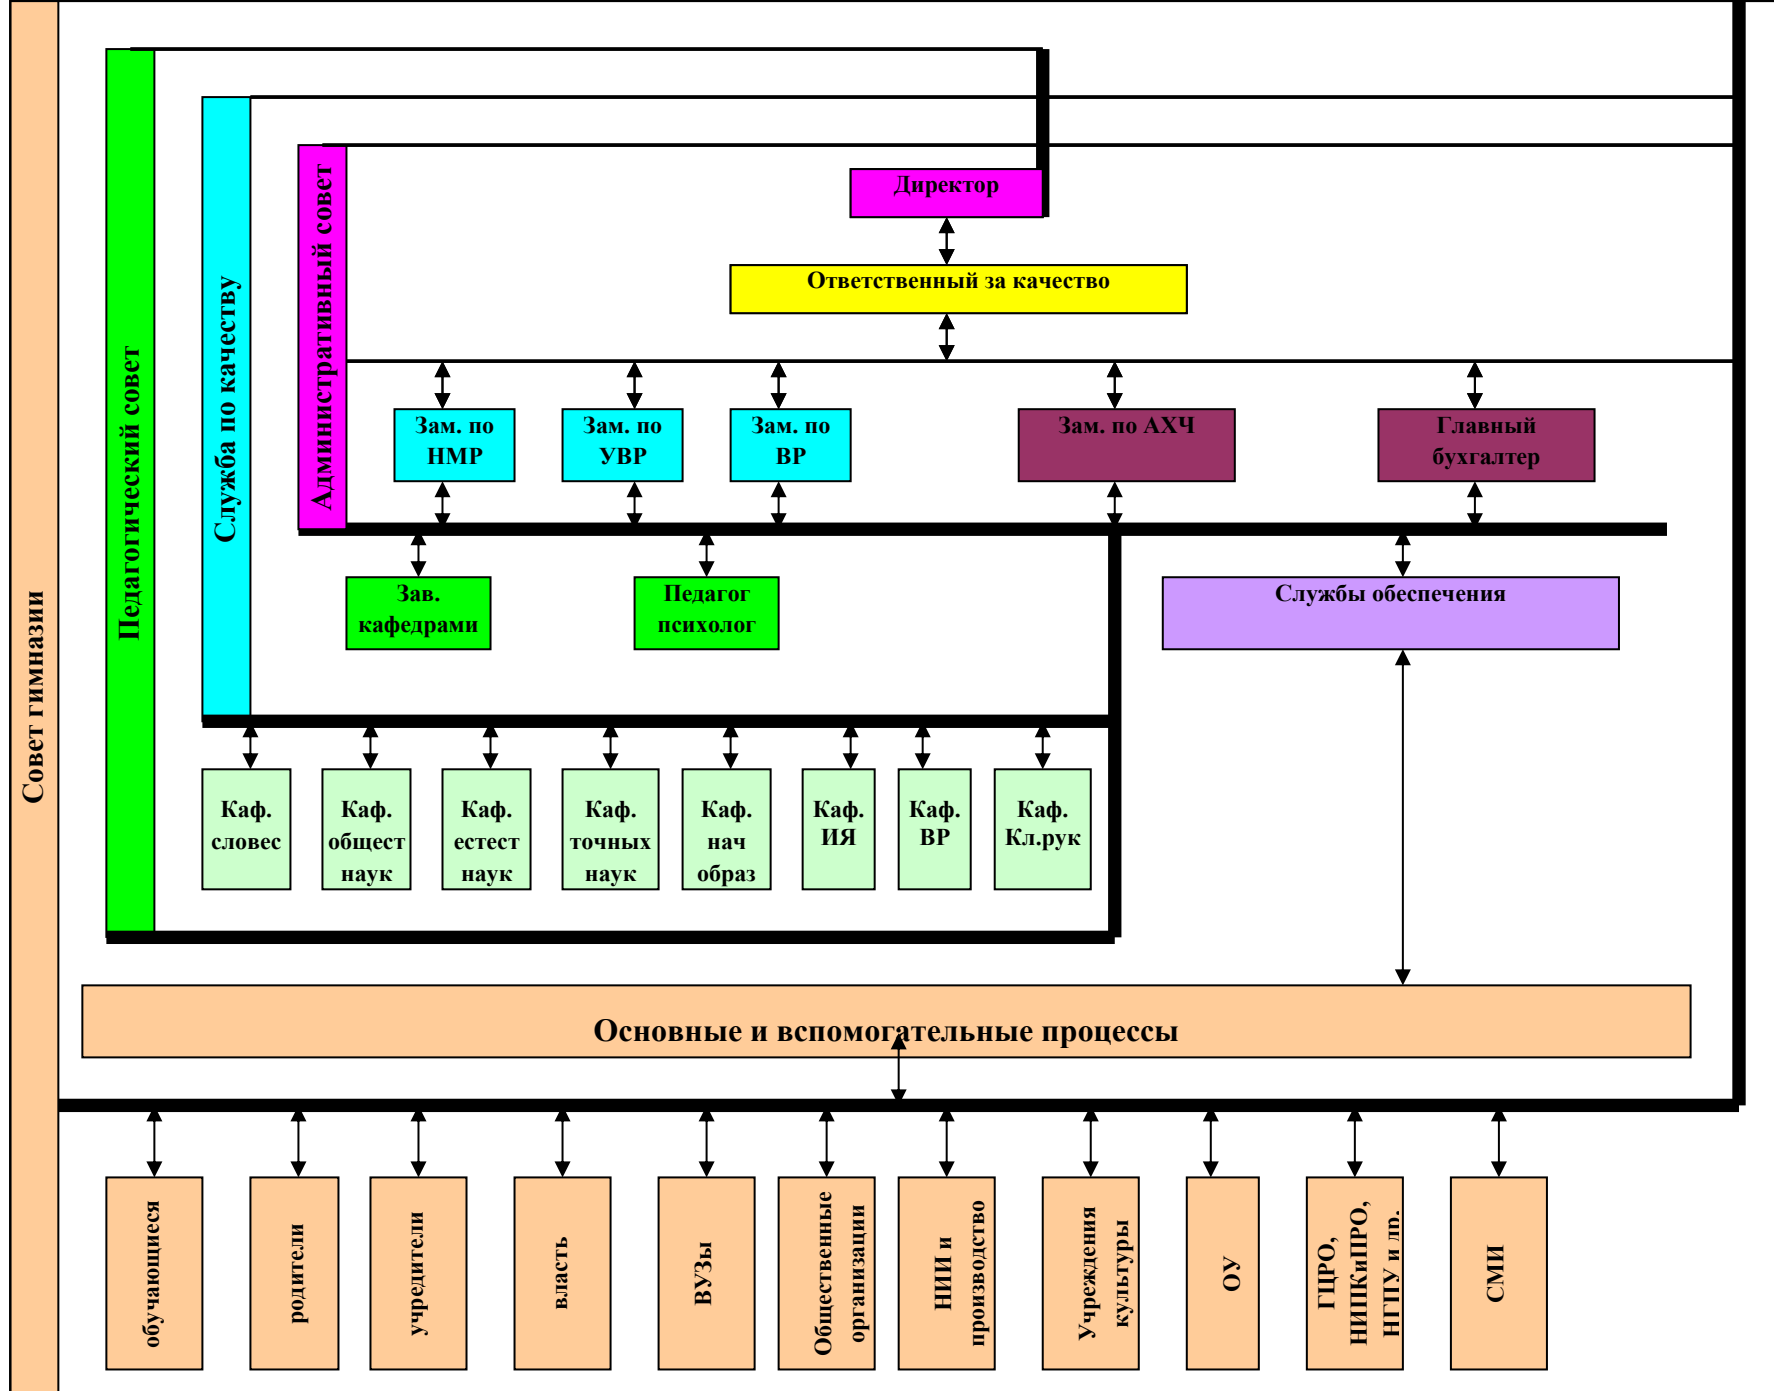 Совет гимназии
Педагогический совет
Служба по качеству
Административный совет
Директор
Ответственный за качество
Зам. по
НМР
Зам. по
УВР
Зам. по
ВР
Зам. по АХЧ
Главный
бухгалтер
Зав.
кафедрами
Педагог
психолог
Службы обеспечения
Каф.
словес
Каф.
общест
наук
Каф.
естест
наук
Каф.
точных
наук
Каф.
нач
образ
Каф.
ИЯ
Каф.
ВР
Каф.
Кл.рук
Основные и вспомогательные процессы
обучающиеся
родители
учредители
власть
ВУЗы
Общественные
организации
НИИ и
производство
Учреждения
культуры
ОУ
ГЦРО,
НИПКиПРО,
НГПУ и др.
СМИ